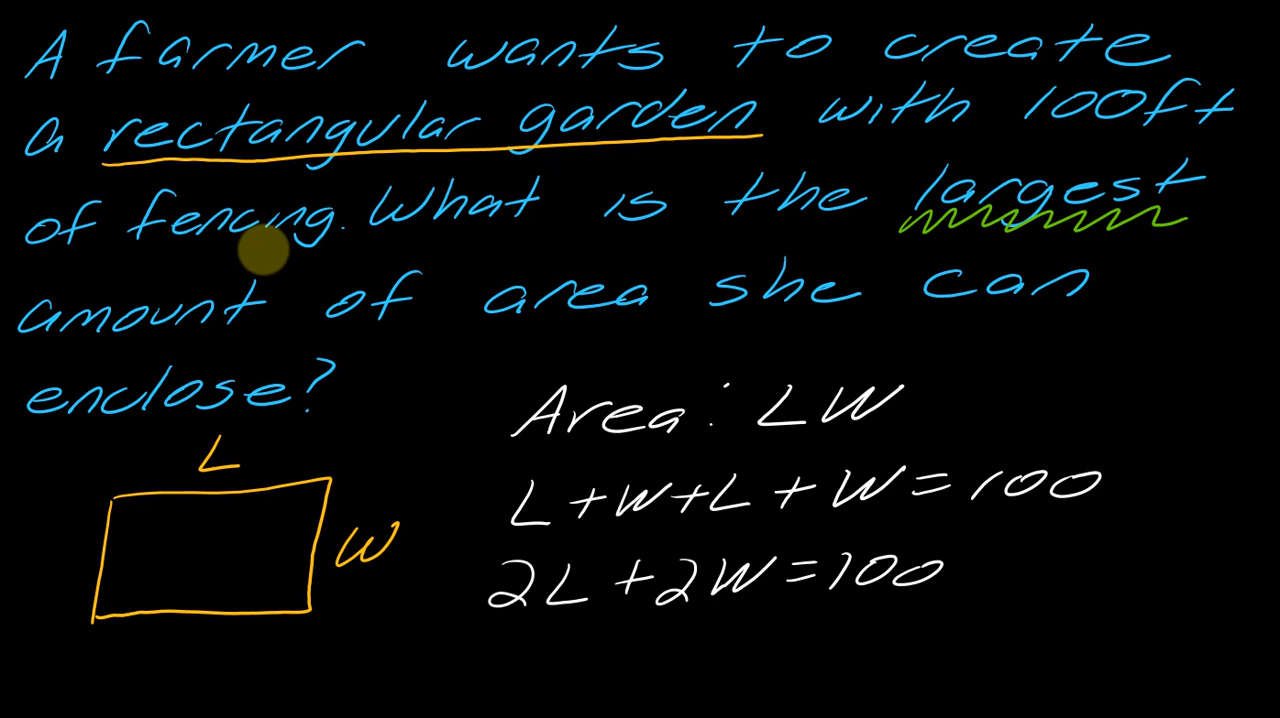 A farmer wants to create
a rectangular garden with 100ft
of fencing. What is the largest
amount of area she can
enclose?
Area: LW
L+W+L+W=100
2L+2W=100
L
W